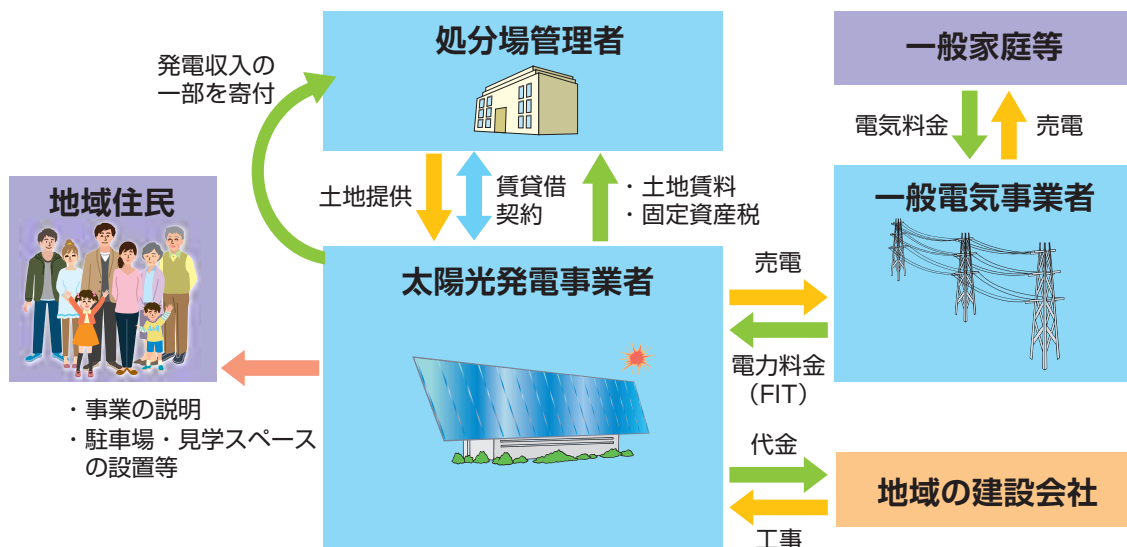 処分場管理者
一般家庭等
発電収入の
一部を寄付
電気料金
売電
地域住民
土地提供
賃貸借
契約
・土地賃料
・固定資産税
一般電気事業者
太陽光発電事業者
売電
電力料金
（FIT）
・事業の説明
・駐車場・見学スペース
の設置等
代金
地域の建設会社
工事